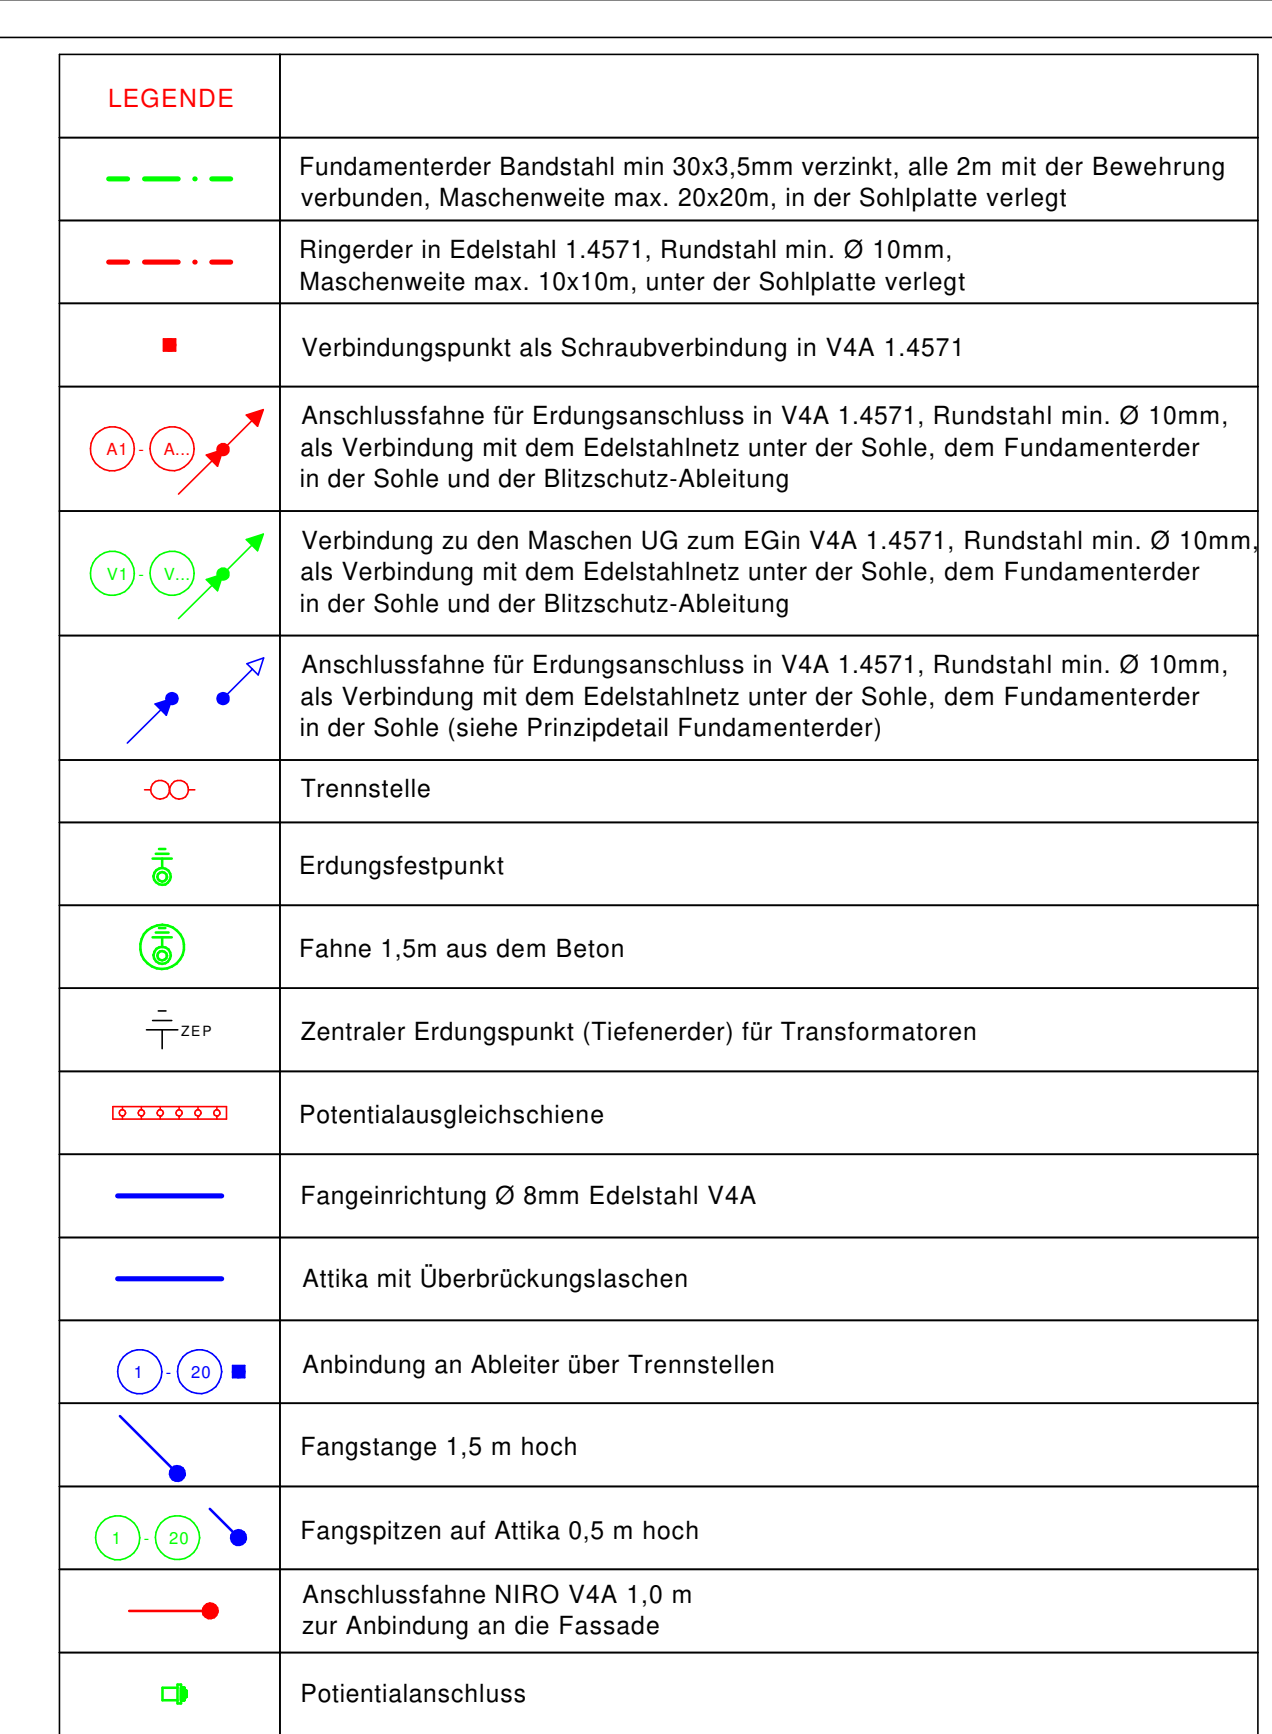 LEGENDE
Fundamenterder Bandstahl min 30x3,5mm verzinkt, alle 2m mit der Bewehrung
verbunden, Maschenweite max. 20x20m, in der Sohlplatte verlegt
Ringerder in Edelstahl 1.4571, Rundstahl min. Ø 10mm,
Maschenweite max. 10x10m, unter der Sohlplatte verlegt
Verbindungspunkt als Schraubverbindung in V4A 1.4571
A1 - A...
Anschlussfahne für Erdungsanschluss in V4A 1.4571, Rundstahl min. Ø 10mm,
als Verbindung mit dem Edelstahlnetz unter der Sohle, dem Fundamenterder
in der Sohle und der Blitzschutz-Ableitung
V1 - V...
Verbindung zu den Maschen UG zum EGin V4A 1.4571, Rundstahl min. Ø 10mm,
als Verbindung mit dem Edelstahlnetz unter der Sohle, dem Fundamenterder
in der Sohle und der Blitzschutz-Ableitung
Anschlussfahne für Erdungsanschluss in V4A 1.4571, Rundstahl min. Ø 10mm,
als Verbindung mit dem Edelstahlnetz unter der Sohle, dem Fundamenterder
in der Sohle (siehe Prinzipdetail Fundamenterder)
Trennstelle
Erdungsfestpunkt
Fahne 1,5m aus dem Beton
ZEP
Zentraler Erdungspunkt (Tiefenerder) für Transformatoren
Potentialausgleichschiene
Fangeinrichtung Ø 8mm Edelstahl V4A
Attika mit Überbrückungslaschen
1 - 20
Anbindung an Ableiter über Trennstellen
Fangstange 1,5 m hoch
1 - 20
Fangspitzen auf Attika 0,5 m hoch
Anschlussfahne NIRO V4A 1,0 m
zur Anbindung an die Fassade
Potientialanschluss